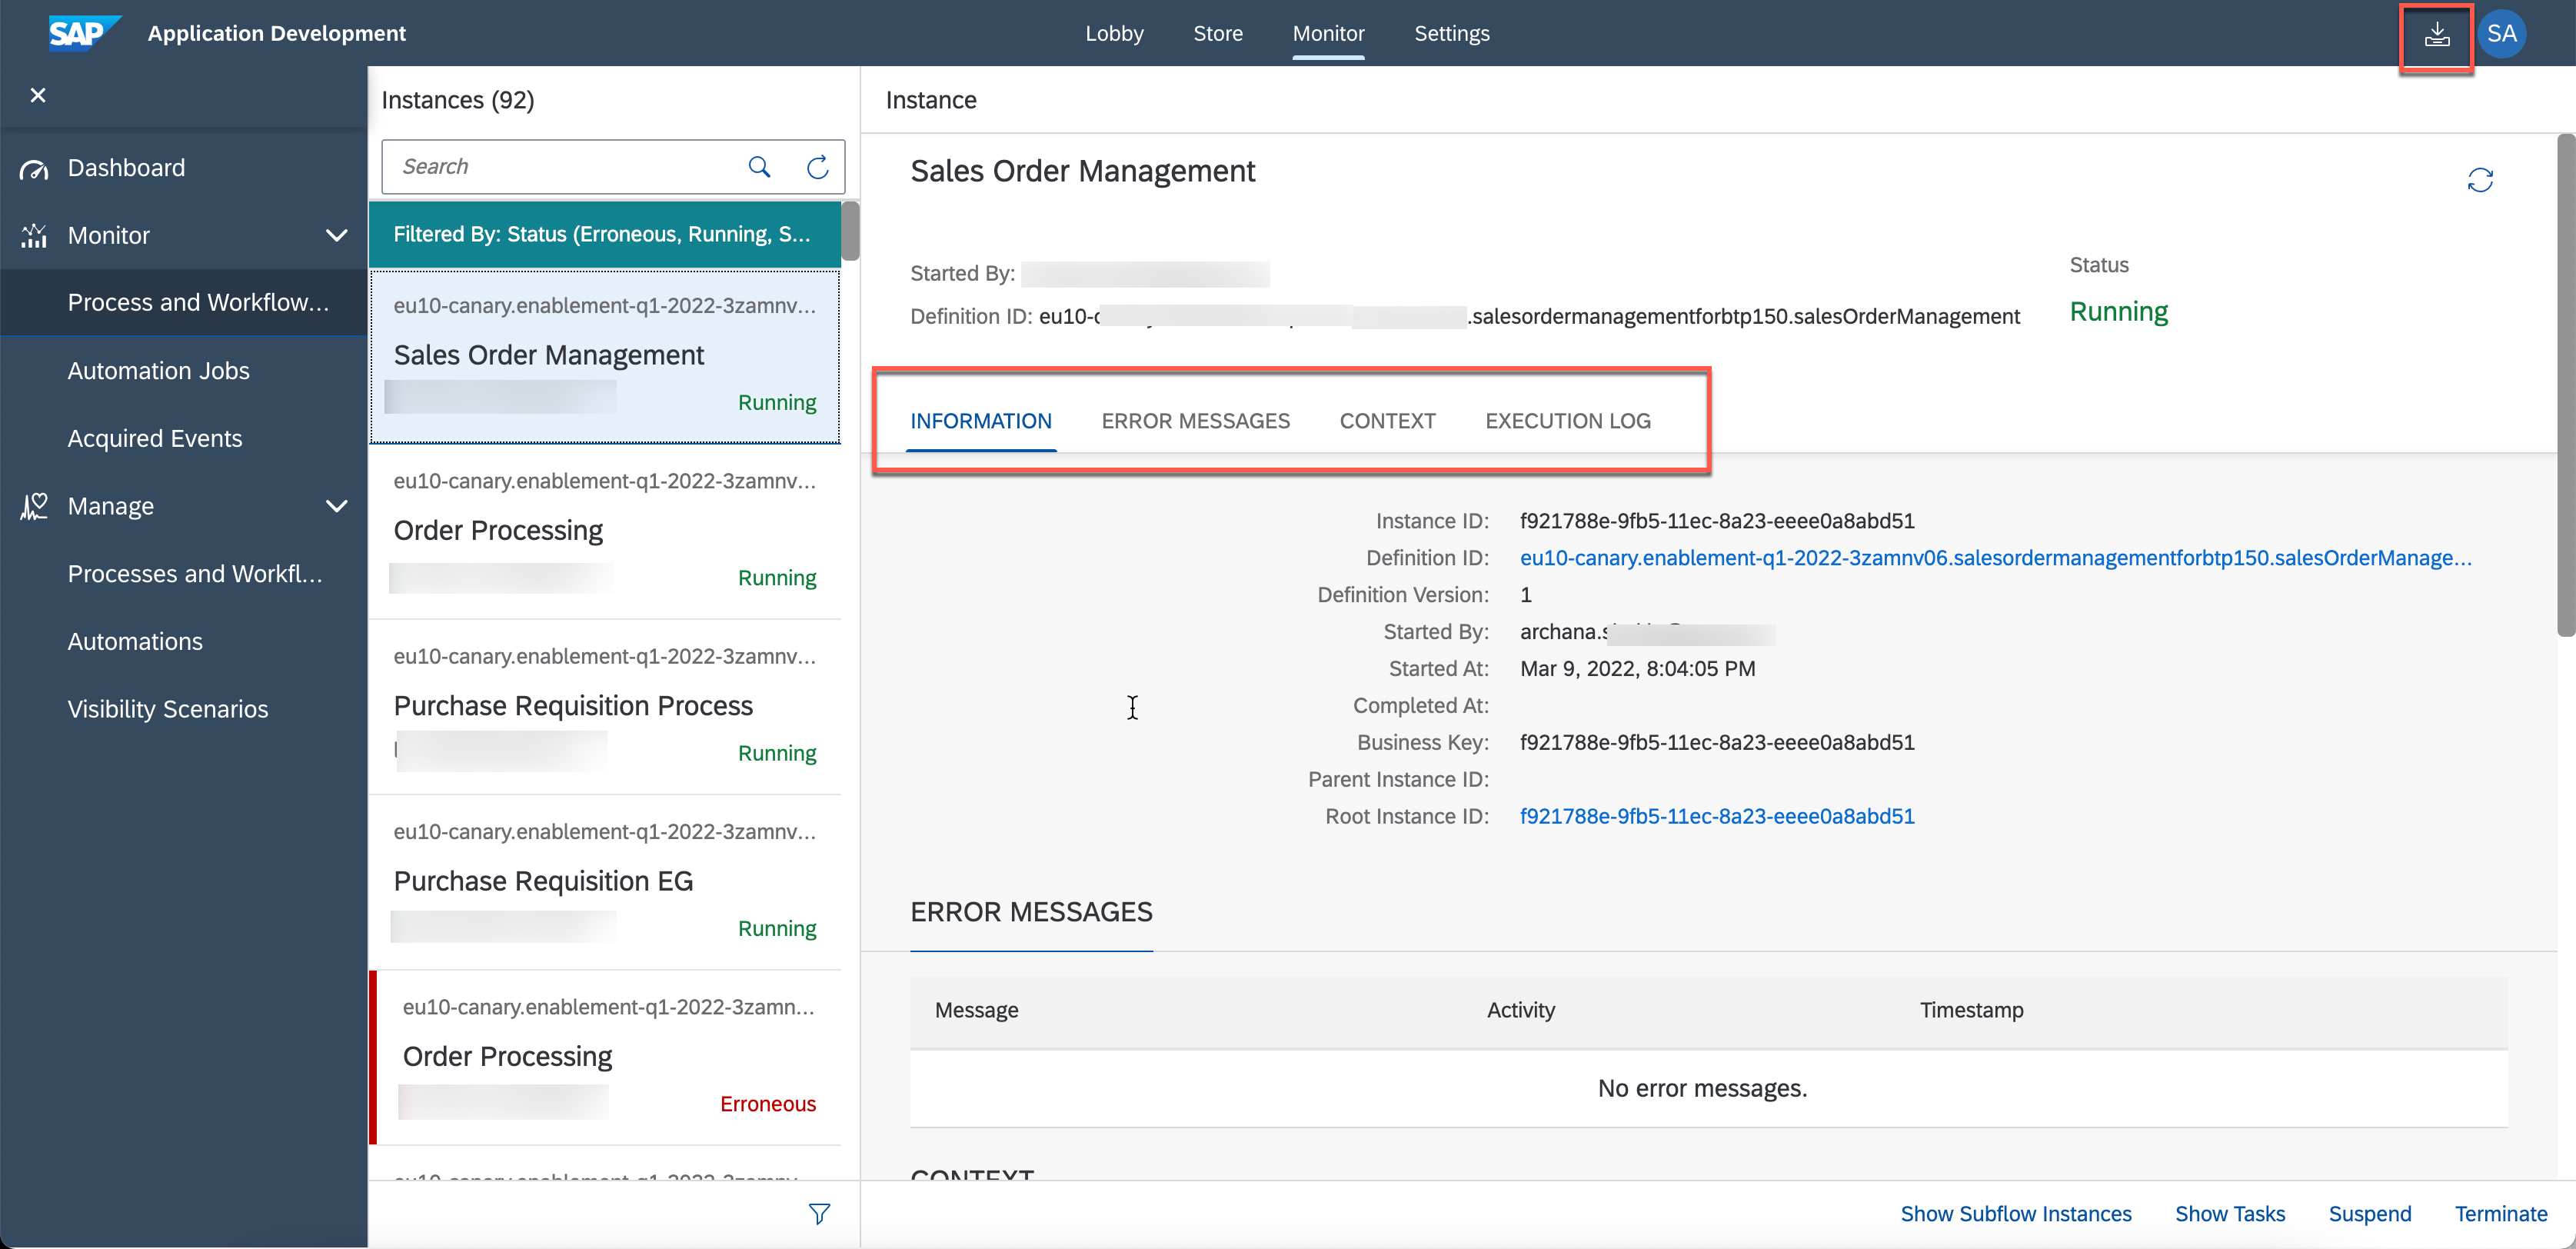 SAP Application Development Lobby Store Monitor Settings SA
Dashboard
Monitor
Process and Workflow...
Automation Jobs
Acquired Events
Manage
Processes and Workfl...
Automations
Visibility Scenarios
Instances (92)
Search
Filtered By: Status (Erroneous, Running, S...
eu10-canary.enablement-q1-2022-3zamnv...
Sales Order Management
Running
eu10-canary.enablement-q1-2022-3zamnv...
Order Processing
Running
eu10-canary.enablement-q1-2022-3zamnv...
Purchase Requisition Process
Running
eu10-canary.enablement-q1-2022-3zamnv...
Purchase Requisition EG
Running
eu10-canary.enablement-q1-2022-3zamn...
Order Processing
Erroneous
eu10-canary.enablement-q1-2022-3zamnv...
Instance
Sales Order Management
Started By:
Definition ID: eu10- .salesordermanagementforbtp150.salesOrderManagement
Status
Running
INFORMATION ERROR MESSAGES CONTEXT EXECUTION LOG
Instance ID: f921788e-9fb5-11ec-8a23-eeee0a8abd51
Definition ID: eu10-canary.enablement-q1-2022-3zamnv06.salesordermanagementforbtp150.salesOrderManage...
Definition Version: 1
Started By: archana.
Started At: Mar 9, 2022, 8:04:05 PM
Completed At:
Business Key: f921788e-9fb5-11ec-8a23-eeee0a8abd51
Parent Instance ID:
Root Instance ID: f921788e-9fb5-11ec-8a23-eeee0a8abd51
ERROR MESSAGES
Message Activity Timestamp
No error messages.
CONTEXT
Show Subflow Instances Show Tasks Suspend Terminate